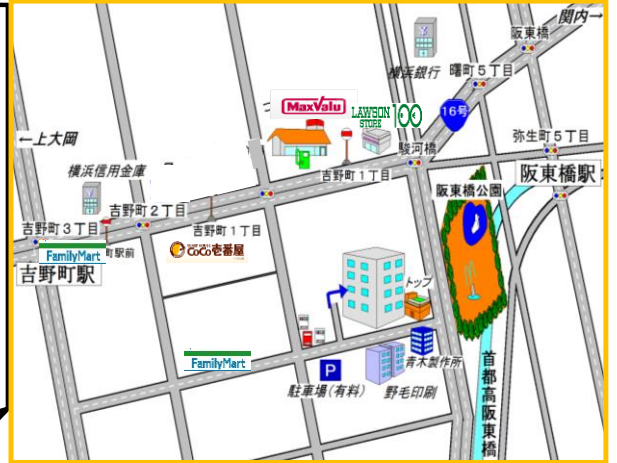 関内→
阪東橋
横浜銀行
曙町5丁目
MaxValu
LAWSON
STORE 100
16号
←上大岡
駿河橋
弥生町5丁目
横浜信用金庫
吉野町1丁目
阪東橋公園
阪東橋駅
吉野町2丁目
吉野町3丁目
吉野町1丁目
FamilyMart
町駅前
CoCo壱番屋
吉野町駅
トップ
FamilyMart
P
青木製作所
駐車場(有料)
野毛印刷
首都高阪東橋